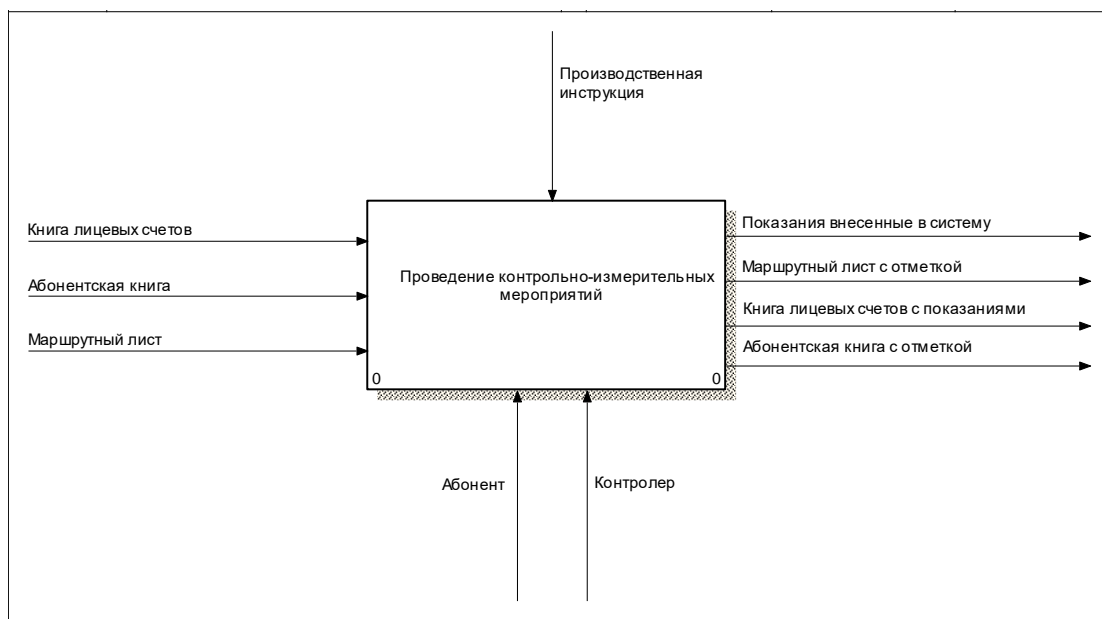 Производственная
инструкция
Книга лицевых счетов
Абонентская книга
Маршрутный лист
Проведение контрольно-измерительных
мероприятий
0
0
Показания внесенные в систему
Маршрутный лист с отметкой
Книга лицевых счетов с показаниями
Абонентская книга с отметкой
Абонент
Контролер